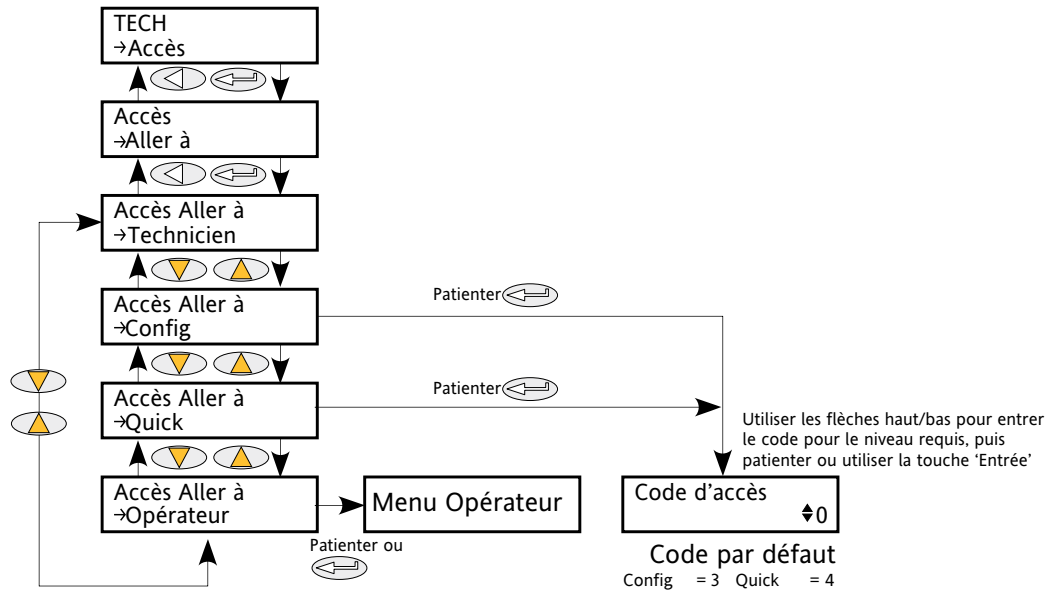 TECH
→Accès
Accès
→Aller à
Accès Aller à
→Technicien
Accès Aller à
→Config
Patienter
Accès Aller à
→Quick
Patienter
Accès Aller à
→Opérateur
Patienter ou
Menu Opérateur
Utiliser les flèches haut/bas pour entrer
le code pour le niveau requis, puis
patienter ou utiliser la touche ‘Entrée’
Code d'accès
0
Code par défaut
Config = 3 Quick = 4